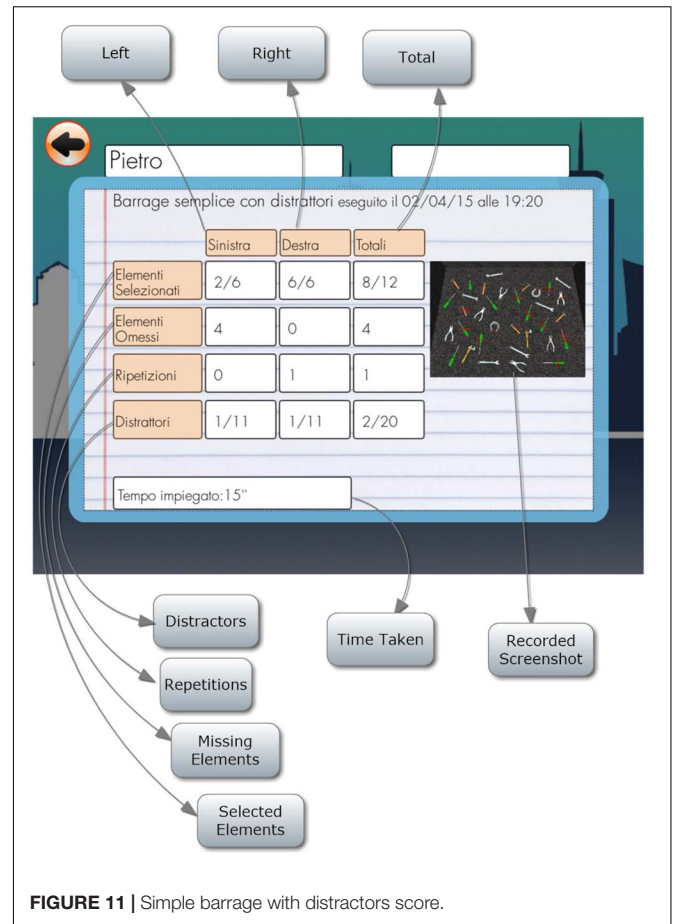 Left
Right
Total
Pietro
Barrage semplice con distrattori eseguito il 02/04/15 alle 19:20
Sinistra Destra Totali
Elementi
Selezionati 2/6 6/6 8/12
Elementi
Omessi 4 0 4
Ripetizioni 0 1 1
Distrattori 1/11 1/11 2/20
Tempo impiegato:15"
Distractors
Time Taken
Recorded
Screenshot
Repetitions
Missing
Elements
Selected
Elements
FIGURE 11 | Simple barrage with distractors score.